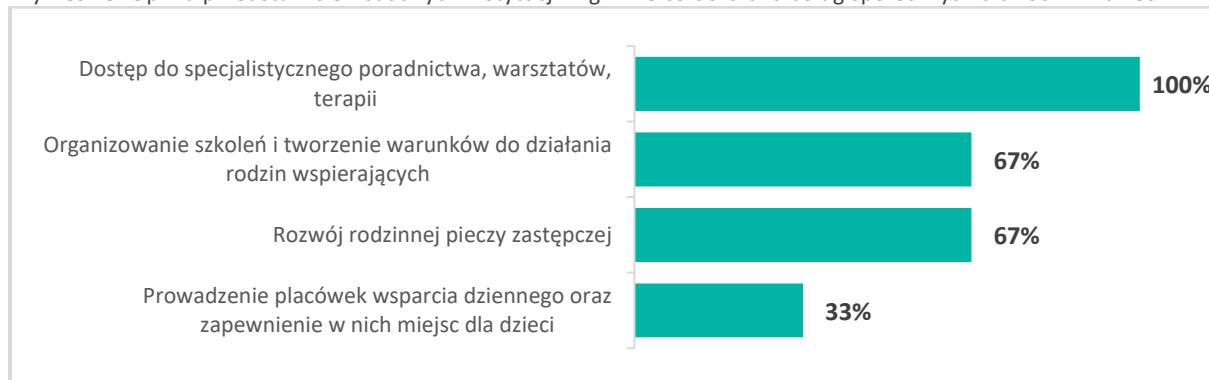 Dostęp do specjalistycznego poradnictwa, warsztatów,
terapii
100%
Organizowanie szkoleń i tworzenie warunków do działania
rodzin wspierających
67%
Rozwój rodzinnej pieczy zastępczej
67%
Prowadzenie placówek wsparcia dziennego oraz
zapewnienie w nich miejsc dla dzieci
33%